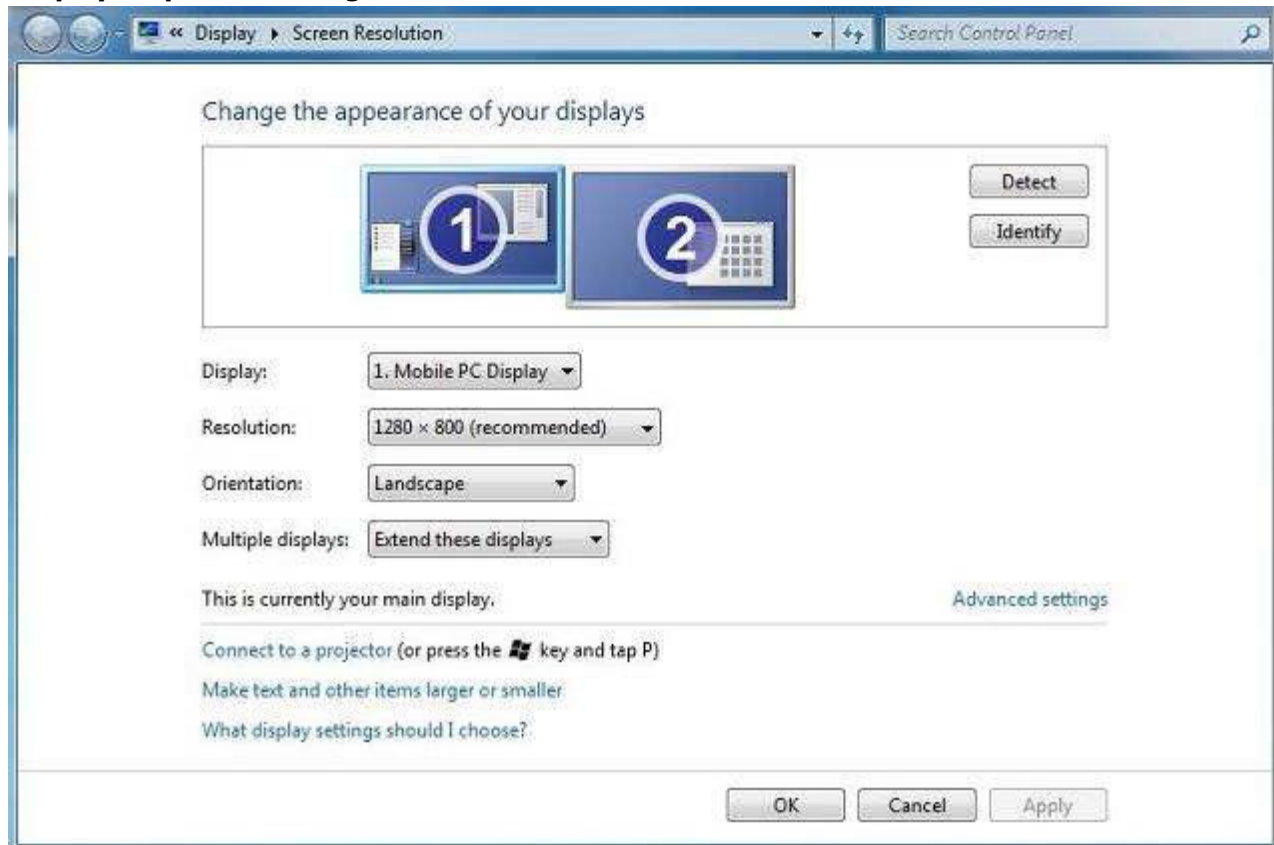 « Display ▸ Screen Resolution
Search Control Panel
Change the appearance of your displays
1
2
Detect
Identify
Display: 1. Mobile PC Display
Resolution: 1280 × 800 (recommended)
Orientation: Landscape
Multiple displays: Extend these displays
This is currently your main display. Advanced settings
Connect to a projector (or press the key and tap P)
Make text and other items larger or smaller
What display settings should I choose?
OK Cancel Apply